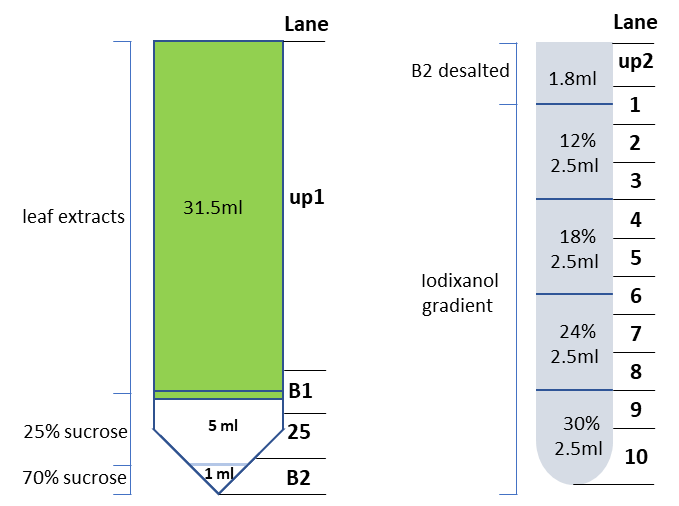 Lane
leaf extracts
31.5ml
up1
B1
25% sucrose
5 ml
25
70% sucrose
1 ml
B2
Lane
B2 desalted
1.8ml
up2
1
12%
2.5ml
2
3
Iodixanol
gradient
18%
2.5ml
4
5
6
24%
2.5ml
7
8
30%
2.5ml
9
10